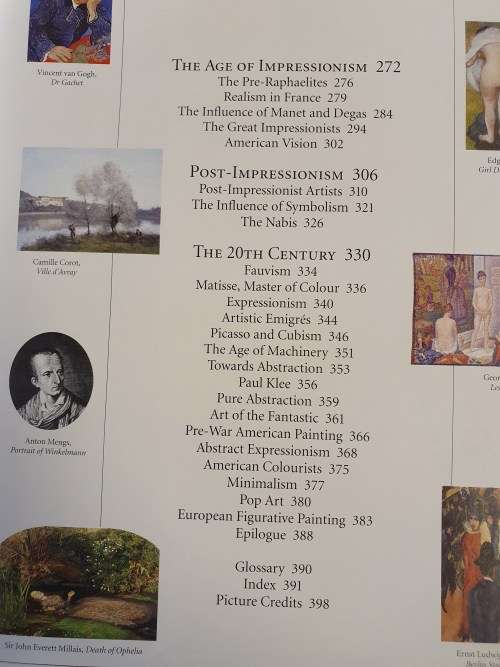 Vincent van Gogh,
Dr Gachet
Camille Corot,
Ville d'Avray
Anton Mengs,
Portrait of Winkelmann
Sir John Everett Millais, Death of Ophelia
The Age of Impressionism 272
The Pre-Raphaelites 276
Realism in France 279
The Influence of Manet and Degas 284
The Great Impressionists 294
American Vision 302
Post-Impressionism 306
Post-Impressionist Artists 310
The Influence of Symbolism 321
The Nabis 326
The 20th Century 330
Fauvism 334
Matisse, Master of Colour 336
Expressionism 340
Artistic Emigrés 344
Picasso and Cubism 346
The Age of Machinery 351
Towards Abstraction 353
Paul Klee 356
Pure Abstraction 359
Art of the Fantastic 361
Pre-War American Painting 366
Abstract Expressionism 368
American Colourists 375
Minimalism 377
Pop Art 380
European Figurative Painting 383
Epilogue 388
Glossary 390
Index 391
Picture Credits 398
Edg
Girl D
Geor
Ernst Ludwi